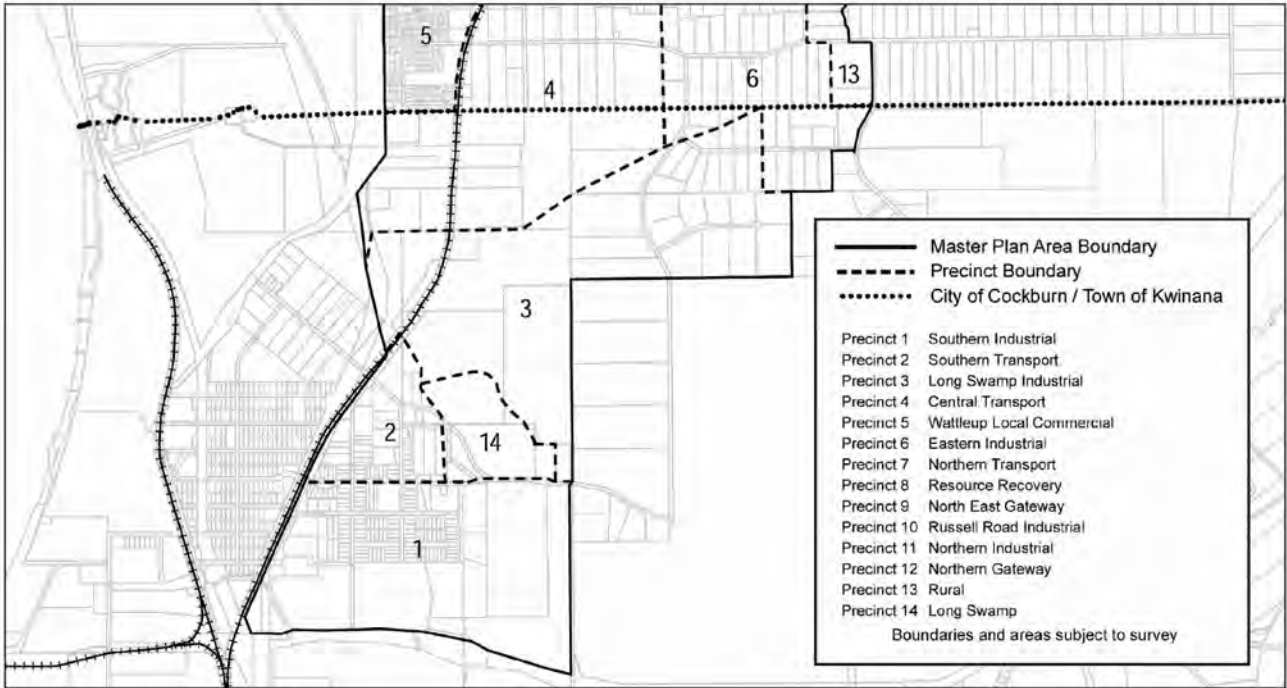 5
4
6
13
3
2
14
1
Master Plan Area Boundary
Precinct Boundary
City of Cockburn / Town of Kwinana
Precinct 1 Southern Industrial
Precinct 2 Southern Transport
Precinct 3 Long Swamp Industrial
Precinct 4 Central Transport
Precinct 5 Wattleup Local Commercial
Precinct 6 Eastern Industrial
Precinct 7 Northern Transport
Precinct 8 Resource Recovery
Precinct 9 North East Gateway
Precinct 10 Russell Road Industrial
Precinct 11 Northern Industrial
Precinct 12 Northern Gateway
Precinct 13 Rural
Precinct 14 Long Swamp
Boundaries and areas subject to survey